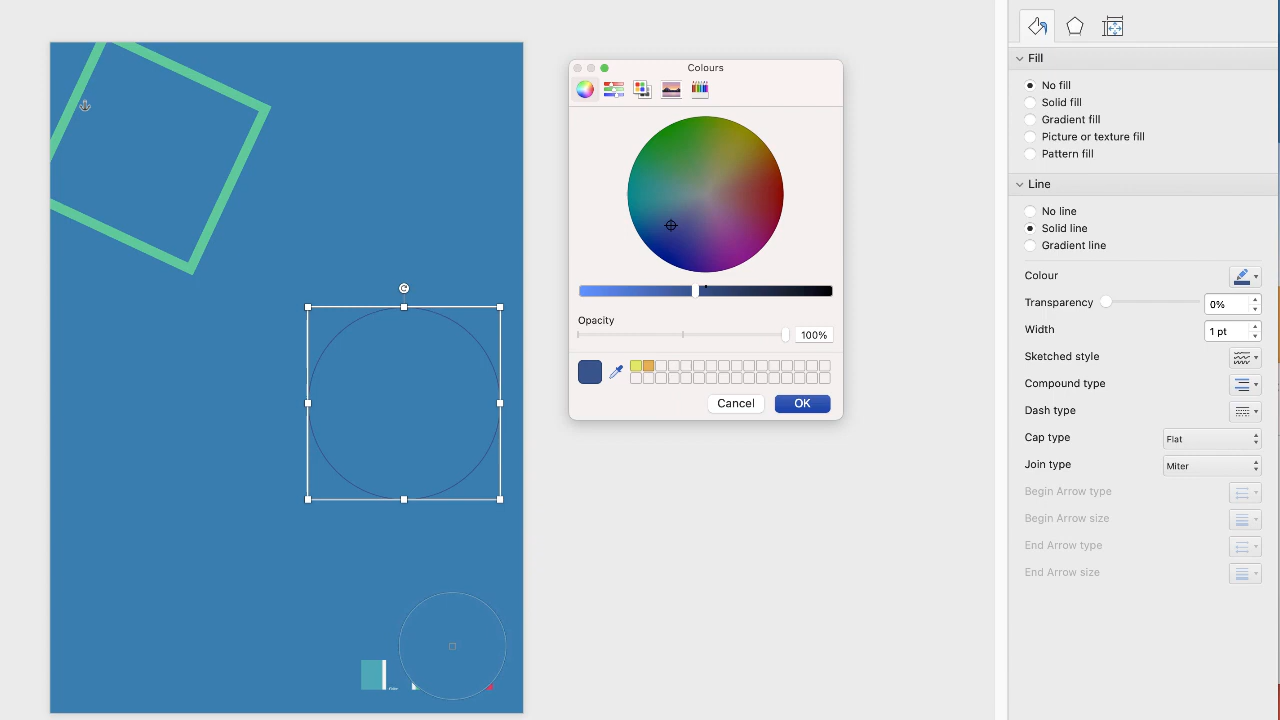 Colours
Opacity
100%
Cancel
OK
Fill
No fill
Solid fill
Gradient fill
Picture or texture fill
Pattern fill
Line
No line
Solid line
Gradient line
Colour
Transparency
0%
Width
1 pt
Sketched style
Compound type
Dash type
Cap type
Flat
Join type
Miter
Begin Arrow type
Begin Arrow size
End Arrow type
End Arrow size